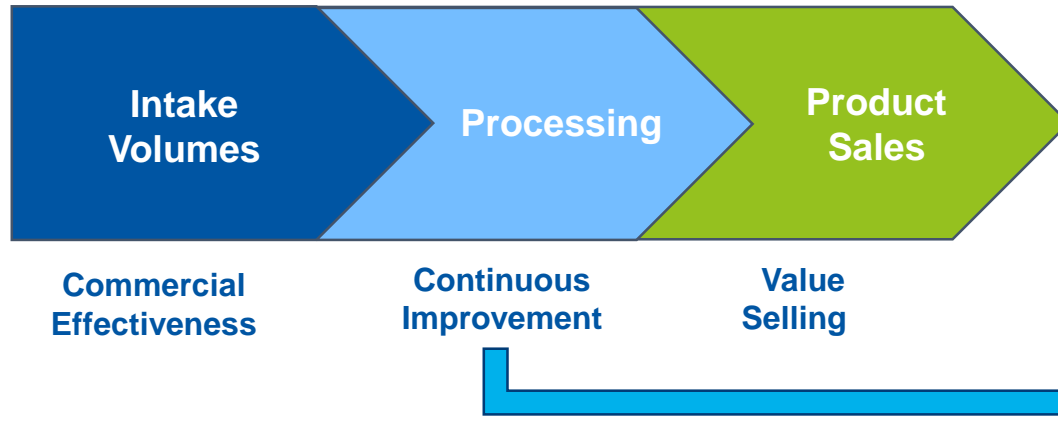 Intake
Volumes
Processing
Product
Sales
Commercial
Effectiveness
Continuous
Improvement
Value
Selling